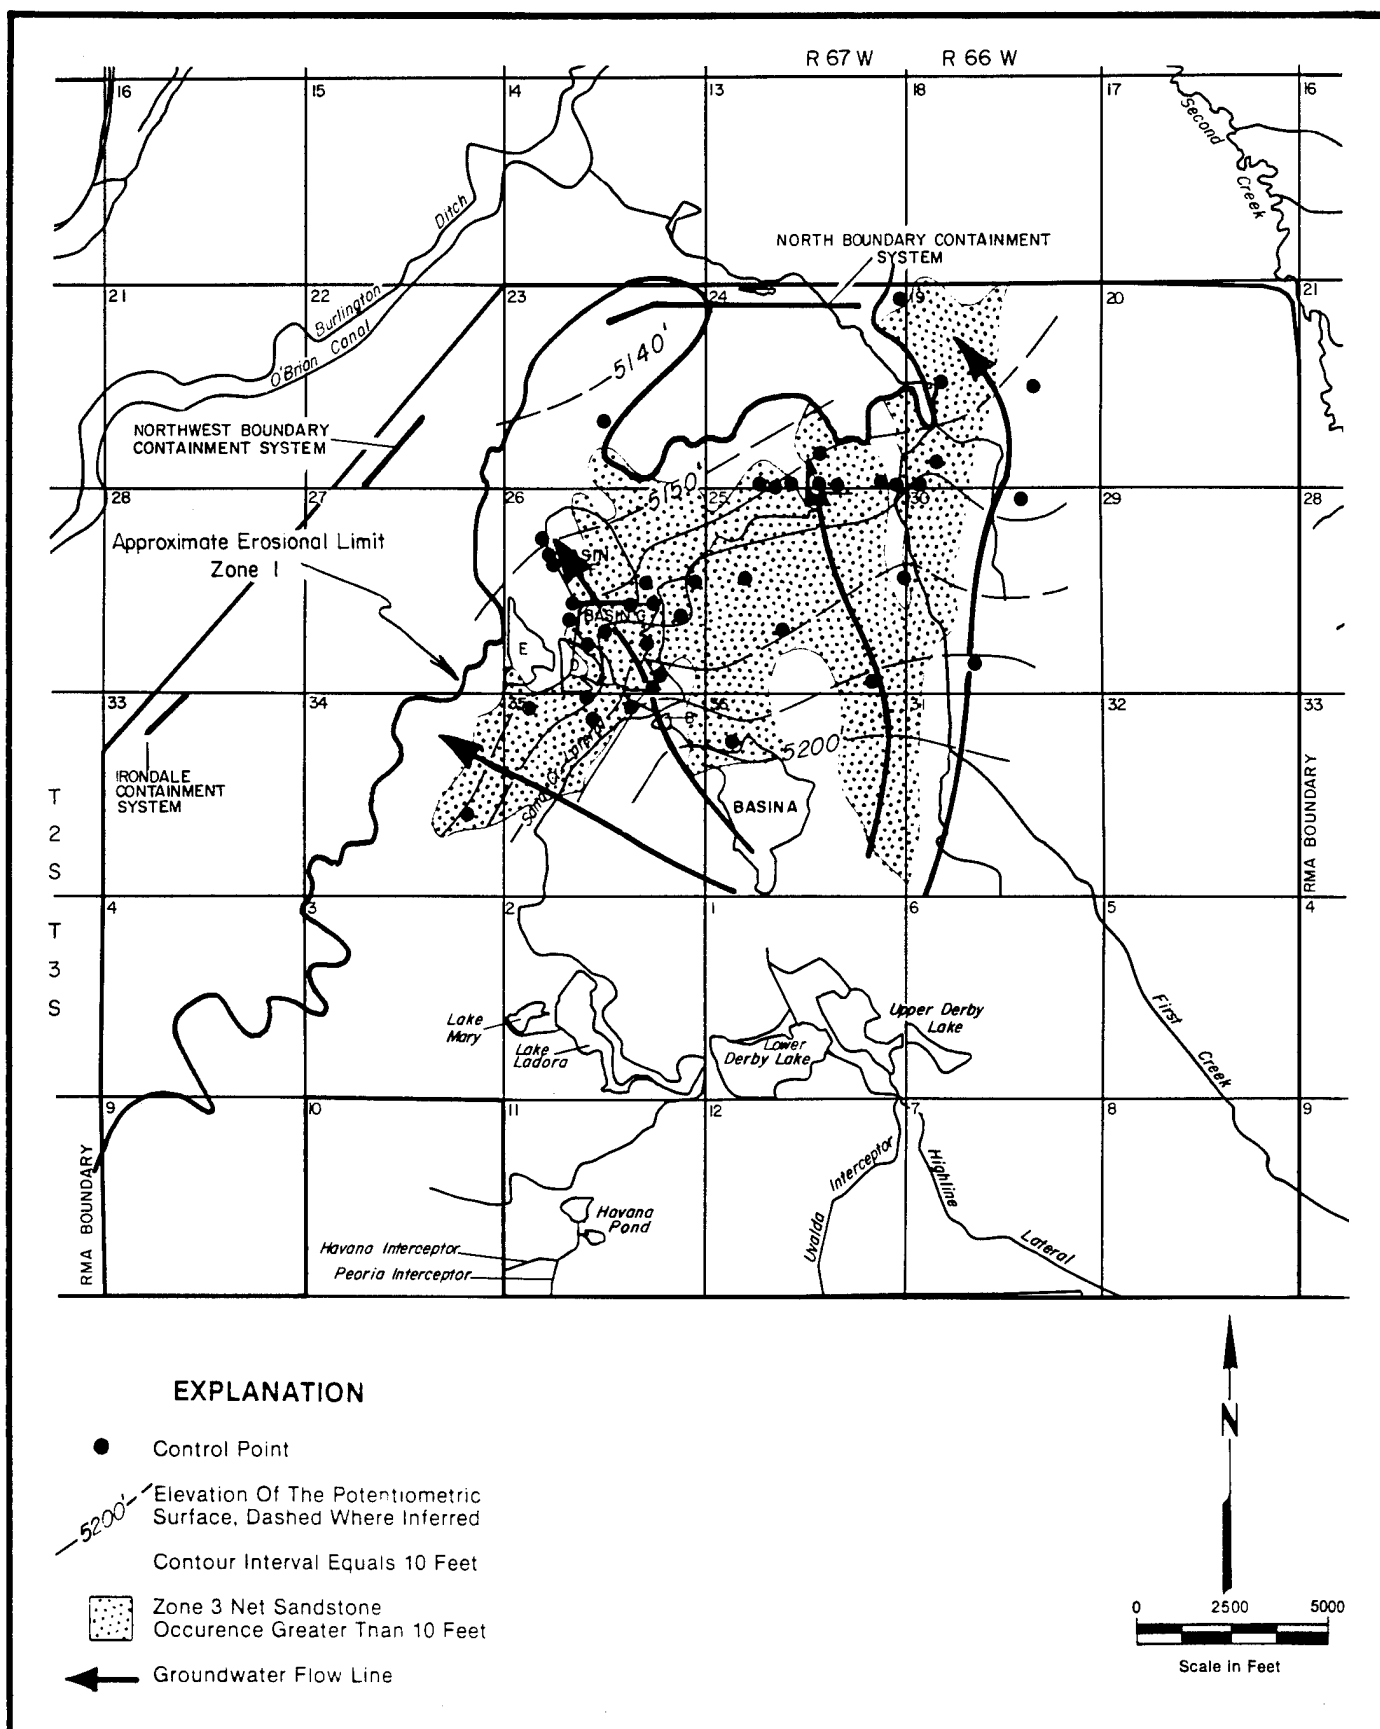 R 67 W
R 66 W
16
15
14
13
18
17
16
Second
Creek
Ditch
NORTH BOUNDARY CONTAINMENT
SYSTEM
21
22
23
24
19
20
21
Burlington
O'Brian Canal
5140'
NORTHWEST BOUNDARY
CONTAINMENT SYSTEM
28
27
26
25
30
29
28
5150'
Approximate Erosional Limit
Zone 1
BASIN
F
BASIN C
E
D
33
34
35
36
31
32
33
B
Sand Cr. Lateral
5200'
IRONDALE
CONTAINMENT
SYSTEM
BASIN A
RMA BOUNDARY
T
2
S
T
3
S
4
3
2
1
6
5
4
Lake
Mary
Lake
Ladora
Lower
Derby Lake
Upper Derby
Lake
First
Creek
9
10
11
12
7
8
9
RMA BOUNDARY
Havana
Pond
Havana Interceptor
Peoria Interceptor
Uvalda
Interceptor
Highline
Lateral
EXPLANATION
Control Point
5200'
Elevation Of The Potentiometric
Surface, Dashed Where Inferred
Contour Interval Equals 10 Feet
Zone 3 Net Sandstone
Occurence Greater Than 10 Feet
Groundwater Flow Line
N
0 2500 5000
Scale in Feet